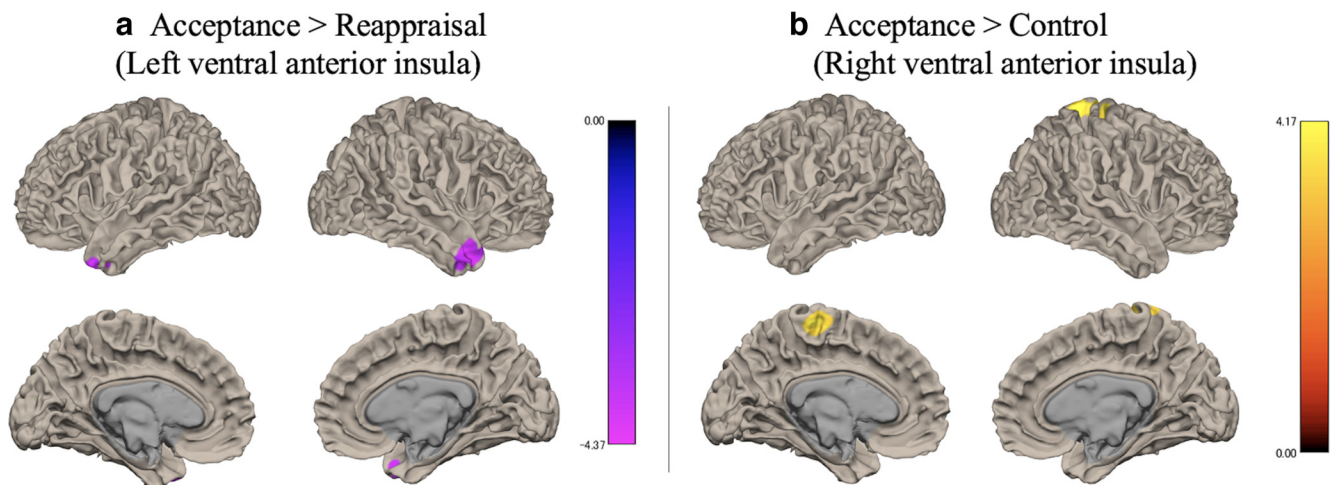 a Acceptance > Reappraisal
(Left ventral anterior insula)
0.00
−4.37
b Acceptance > Control
(Right ventral anterior insula)
4.17
0.00